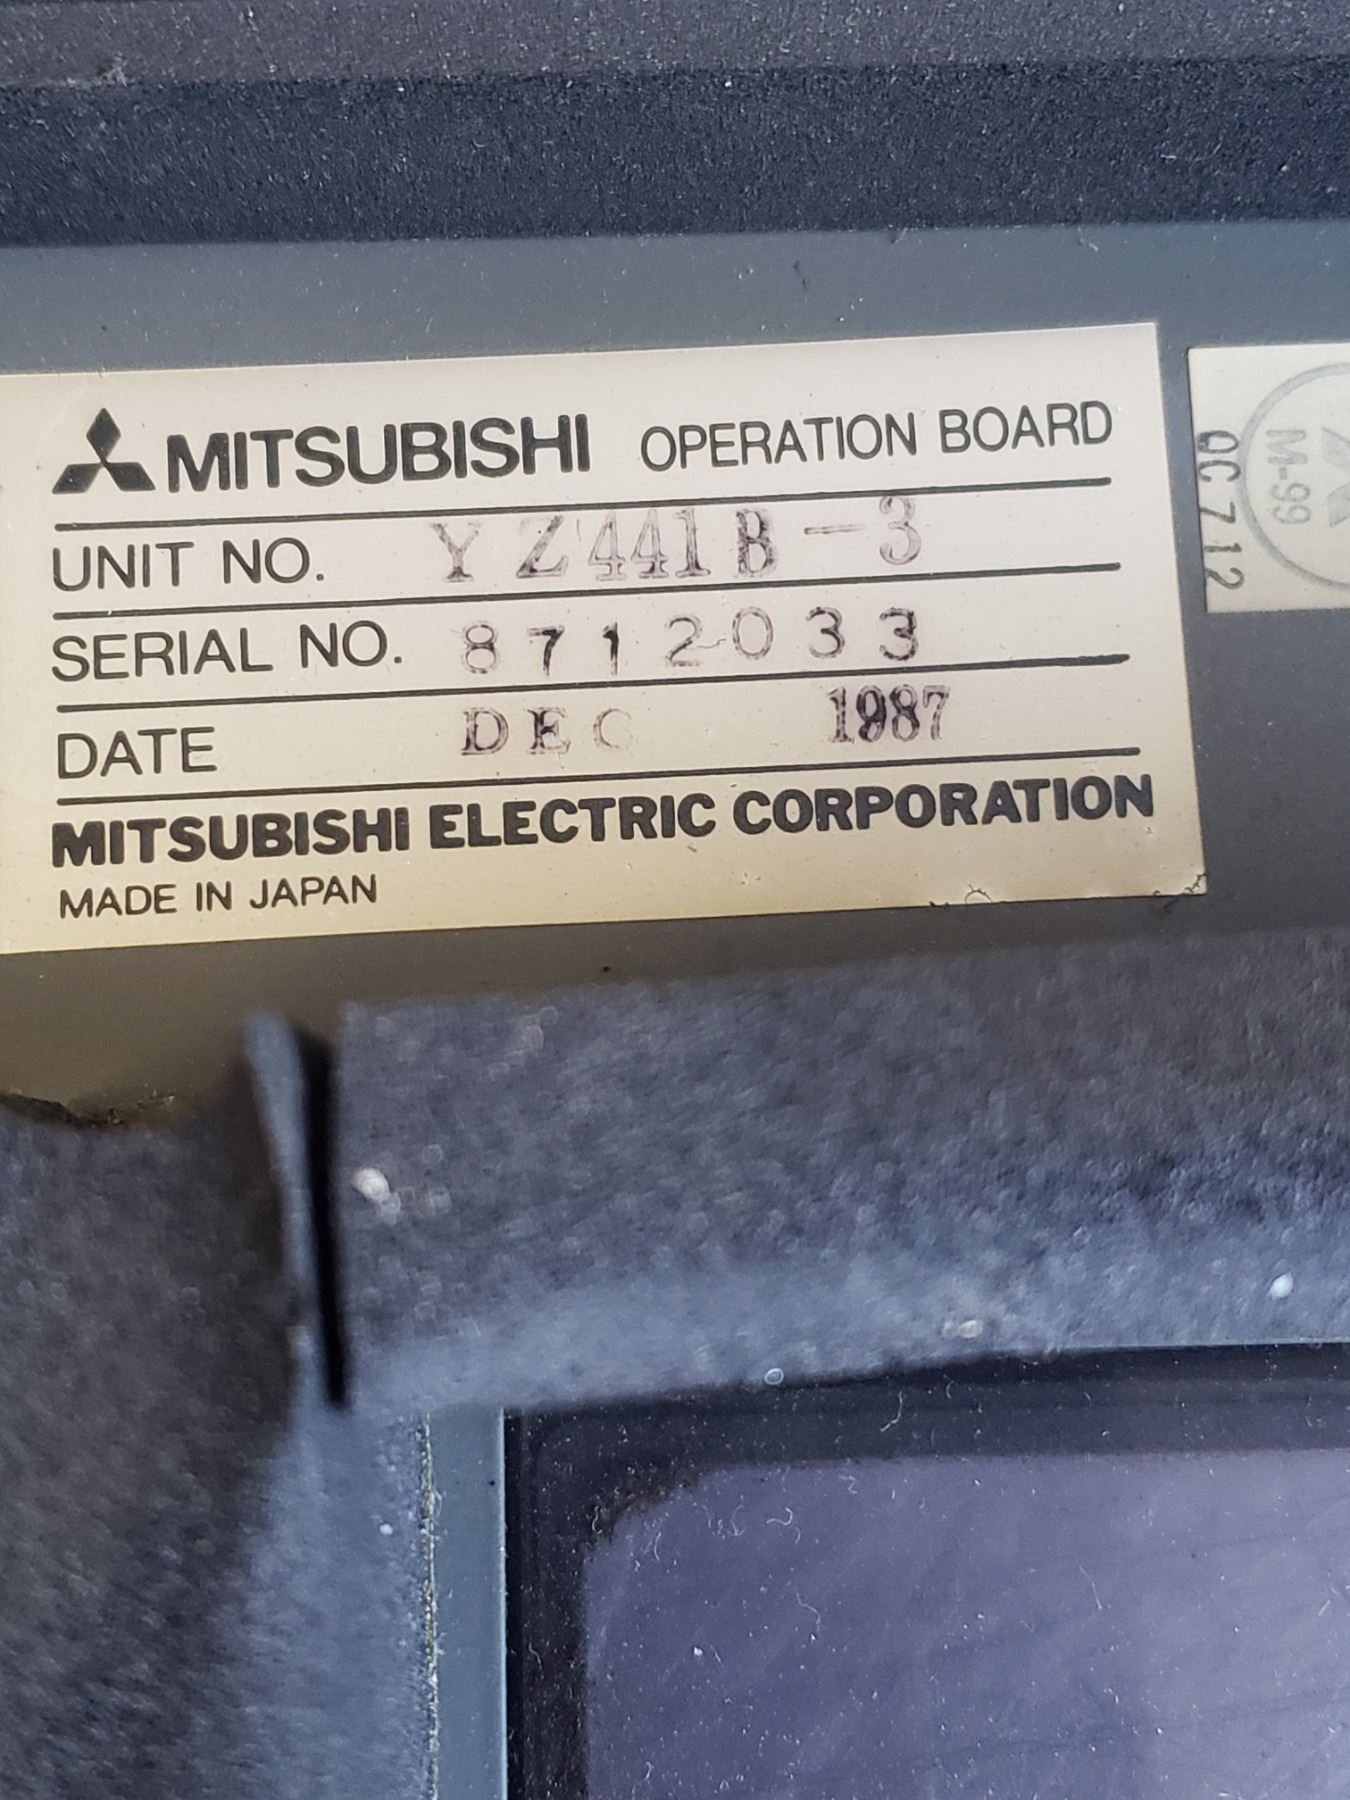 MITSUBISHI OPERATION BOARD
UNIT NO. YZ441B-3
SERIAL NO. 8712033
DATE DEC 1987
MITSUBISHI ELECTRIC CORPORATION
MADE IN JAPAN
M-99
QC712